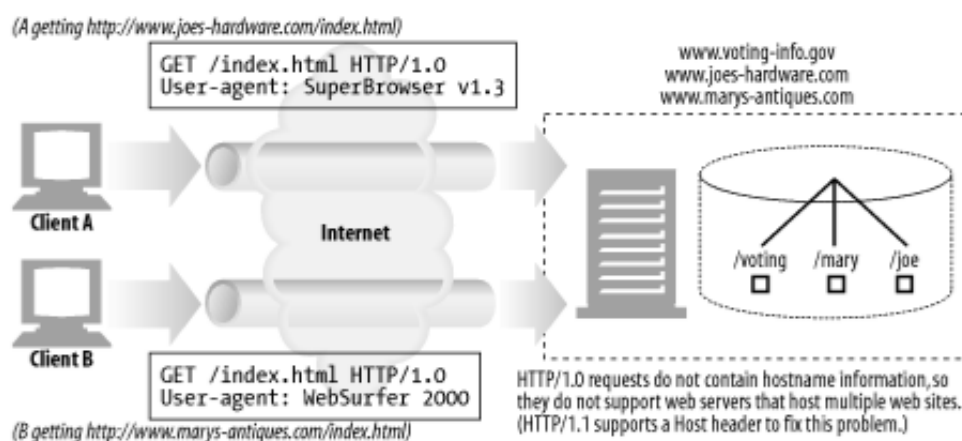 (A getting http://www.joes-hardware.com/index.html)
GET /index.html HTTP/1.0
User-agent: SuperBrowser v1.3
www.voting-info.gov
www.joes-hardware.com
www.marys-antiques.com
Client A
Internet
/voting /mary /joe
Client B
GET /index.html HTTP/1.0
User-agent: WebSurfer 2000
(B getting http://www.marys-antiques.com/index.html)
HTTP/1.0 requests do not contain hostname information, so
they do not support web servers that host multiple web sites.
(HTTP/1.1 supports a Host header to fix this problem.)